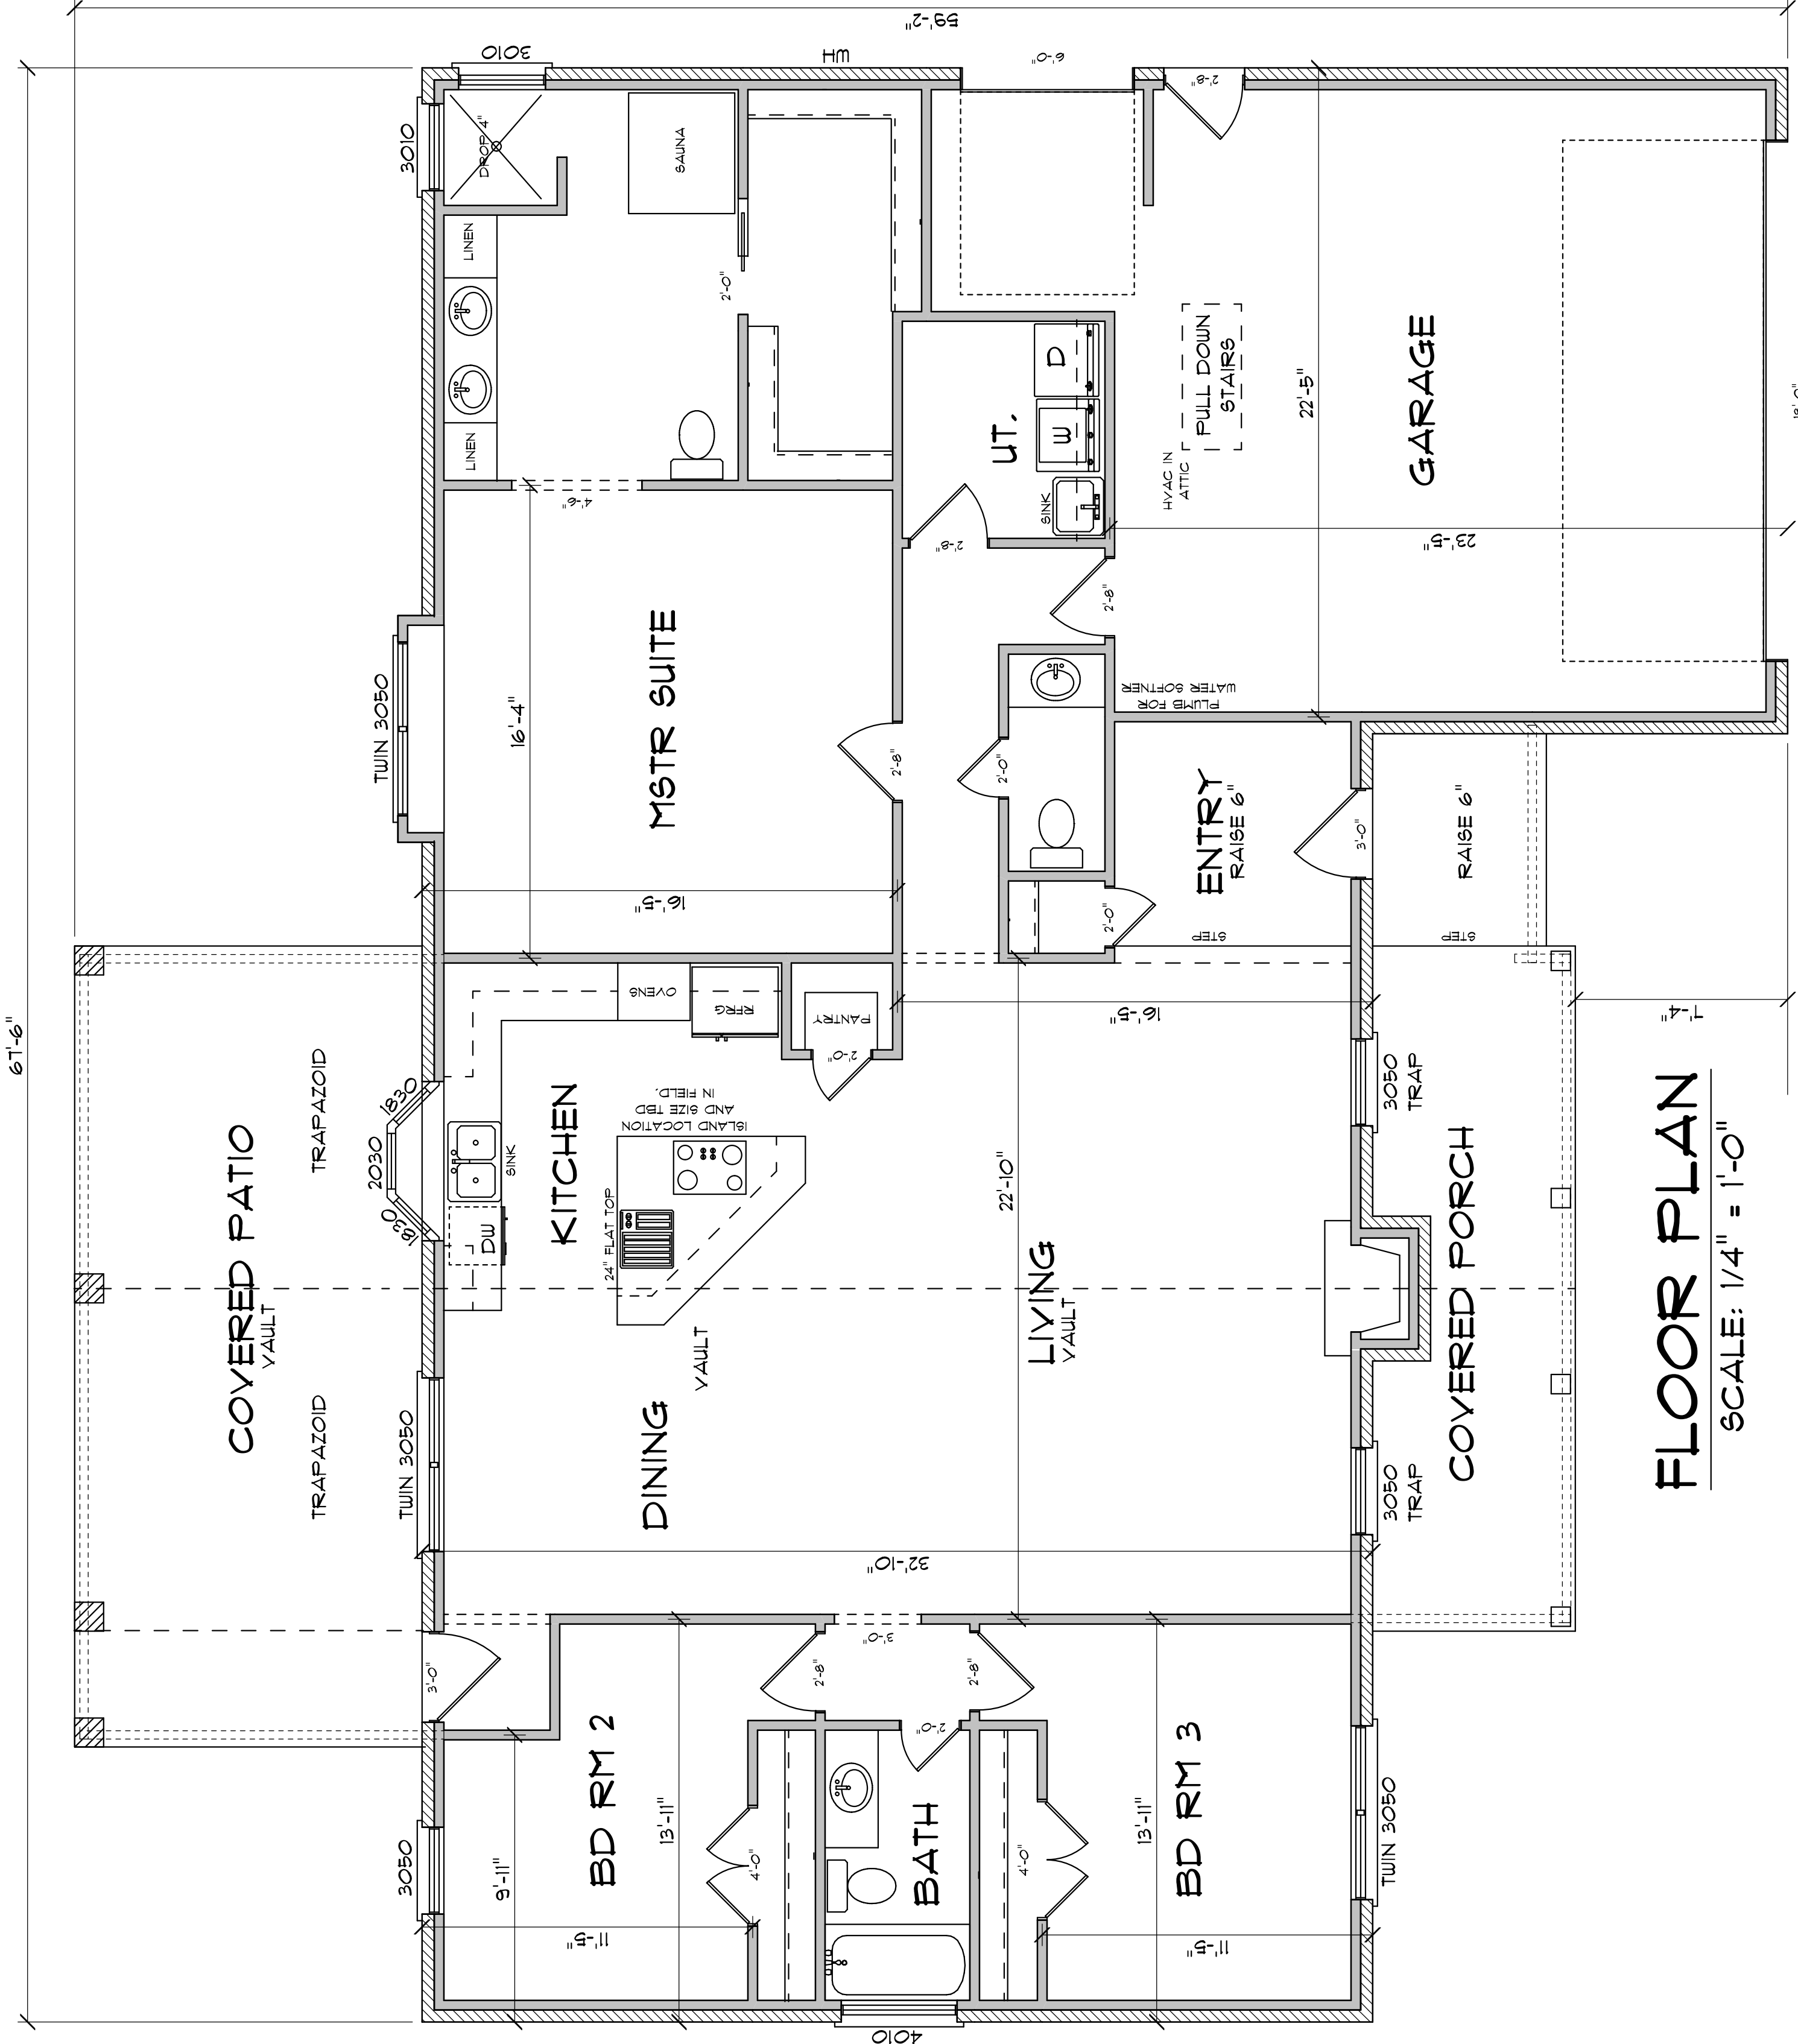 67'-6"
59'-2"
COVERED PATIO
VAULT
TRAPAZOID
TRAPAZOID
3050
3'-0"
TWIN 3050
1830
2030
1830
TWIN 3050
3010
3010
9'-11"
11'-5"
BD RM 2
13'-11"
4'-0"
2'-8"
DINING
VAULT
KITCHEN
DW
SINK
24" FLAT TOP
ISLAND LOCATION
AND SIZE TBD
IN FIELD.
OVENS
RFRG
PANTRY
2'-0"
MSTR SUITE
16'-4"
16'-5"
4'-6"
2'-8"
LINEN
LINEN
DROP 4"
SAUNA
2'-0"
WH
6'-0"
2'-8"
4010
BATH
2'-0"
3'-0"
2'-8"
4'-0"
BD RM 3
13'-11"
11'-5"
TWIN 3050
32'-10"
LIVING
VAULT
22'-10"
16'-5"
2'-0"
2'-0"
2'-8"
2'-8"
UT.
SINK
W
D
HVAC IN
ATTIC
PULL DOWN
STAIRS
22'-5"
GARAGE
23'-5"
PLUMB FOR
WATER SOFTNER
ENTRY
RAISE 6"
STEP
3'-0"
RAISE 6"
STEP
3050
TRAP
3050
TRAP
COVERED PORCH
7'-4"
FLOOR PLAN
SCALE: 1/4" = 1'-0"